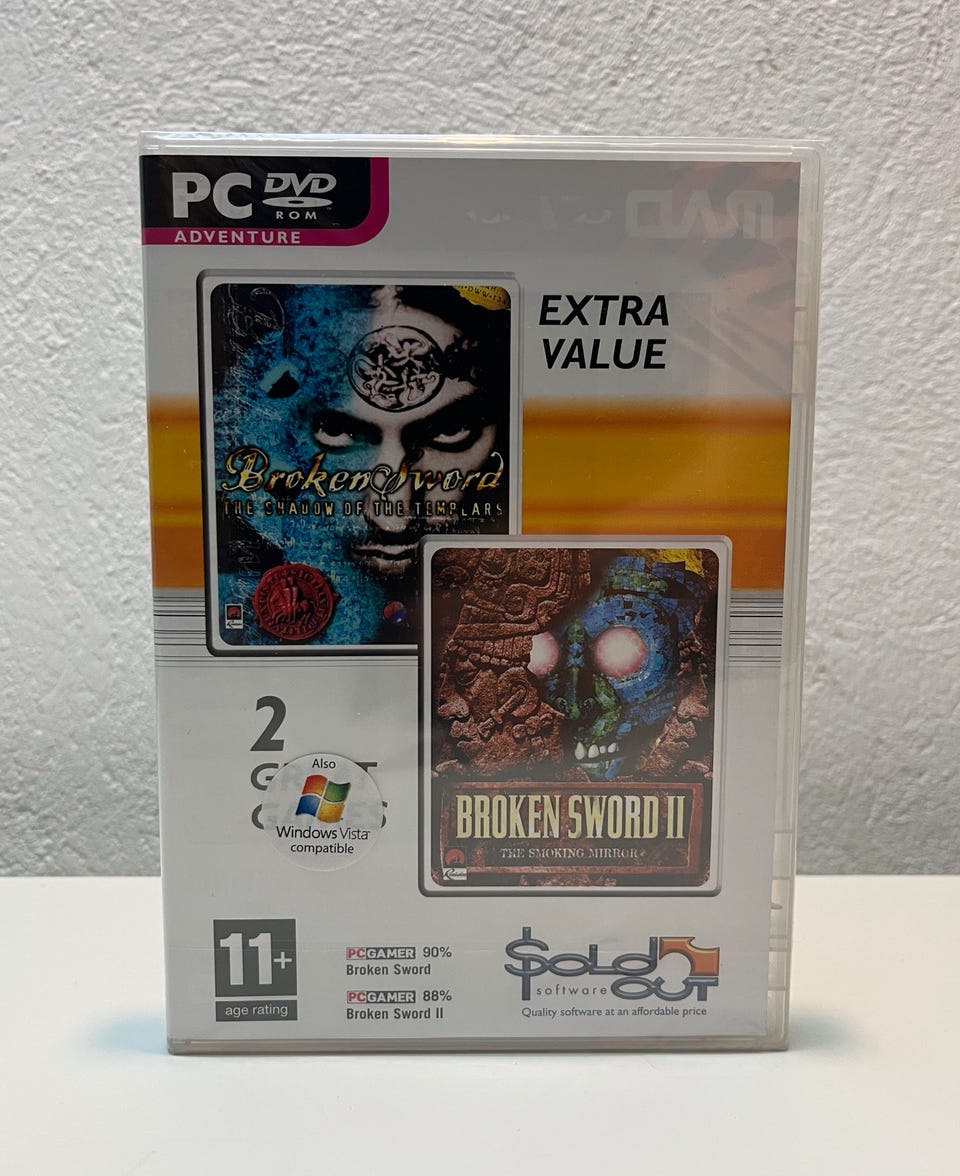 PC DVD
ROM
ADVENTURE
EXTRA
VALUE
Broken Sword
THE SHADOW OF THE TEMPLARS
2
BROKEN SWORD II
THE SMOKING MIRROR
Also
Windows Vista
compatible
11+
age rating
PCGAMER 90%
Broken Sword
PCGAMER 88%
Broken Sword II
Sold
software OUT
Quality software at an affordable price